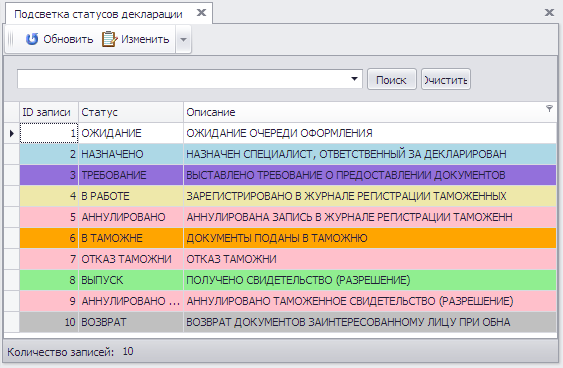 Подсветка статусов декларации
Обновить Изменить
Поиск Очистить
ID записи Статус Описание
1 ОЖИДАНИЕ ОЖИДАНИЕ ОЧЕРЕДИ ОФОРМЛЕНИЯ
2 НАЗНАЧЕНО НАЗНАЧЕН СПЕЦИАЛИСТ, ОТВЕТСТВЕННЫЙ ЗА ДЕКЛАРИРОВАН
3 ТРЕБОВАНИЕ ВЫСТАВЛЕНО ТРЕБОВАНИЕ О ПРЕДОСТАВЛЕНИИ ДОКУМЕНТОВ
4 В РАБОТЕ ЗАРЕГИСТРИРОВАНО В ЖУРНАЛЕ РЕГИСТРАЦИИ ТАМОЖЕННЫХ
5 АННУЛИРОВАНО АННУЛИРОВАНА ЗАПИСЬ В ЖУРНАЛЕ РЕГИСТРАЦИИ ТАМОЖЕНН
6 В ТАМОЖНЕ ДОКУМЕНТЫ ПОДАНЫ В ТАМОЖНЮ
7 ОТКАЗ ТАМОЖНИ ОТКАЗ ТАМОЖНИ
8 ВЫПУСК ПОЛУЧЕНО СВИДЕТЕЛЬСТВО (РАЗРЕШЕНИЕ)
9 АННУЛИРОВАНО ... АННУЛИРОВАНО ТАМОЖЕННОЕ СВИДЕТЕЛЬСТВО (РАЗРЕШЕНИЕ)
10 ВОЗВРАТ ВОЗВРАТ ДОКУМЕНТОВ ЗАИНТЕРЕСОВАННОМУ ЛИЦУ ПРИ ОБНА
Количество записей: 10